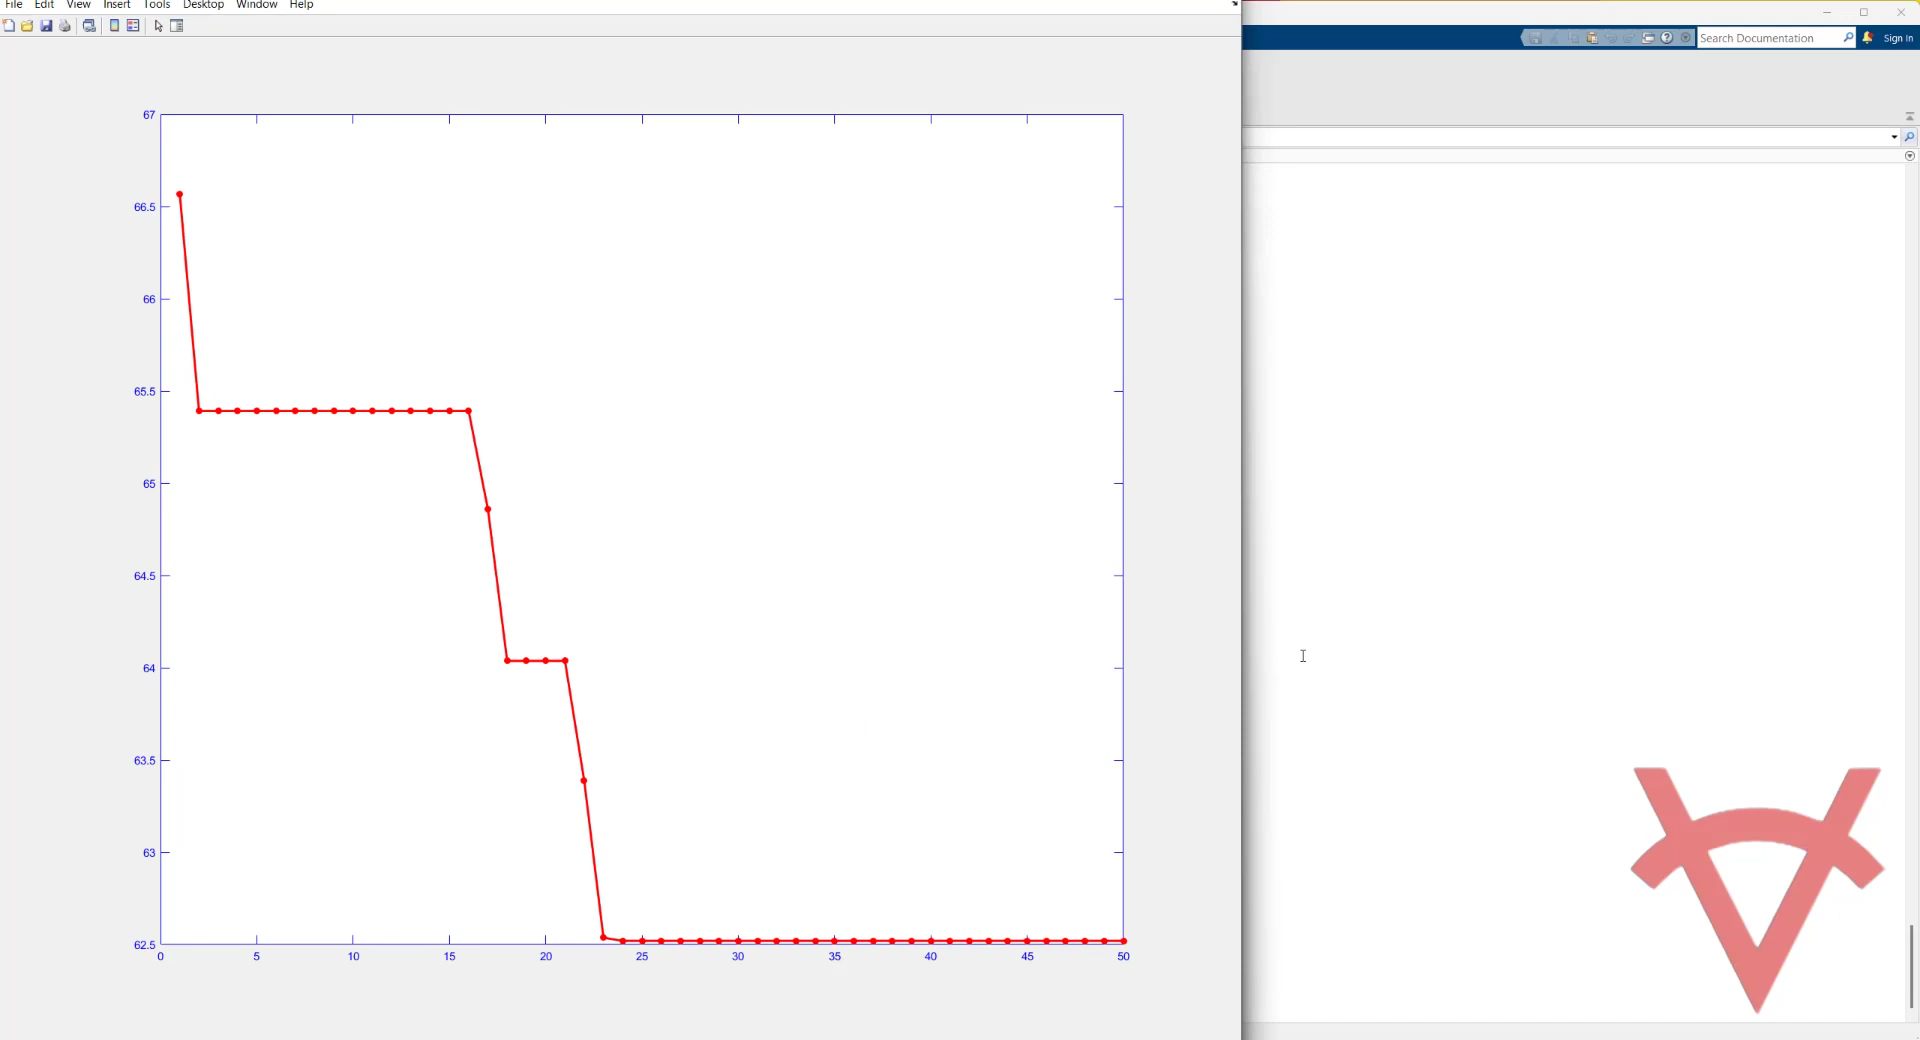 File Edit View Insert Tools Desktop Window Help
Search Documentation
Sign In
67
66.5
66
65.5
65
64.5
64
63.5
63
62.5
0 5 10 15 20 25 30 35 40 45 50